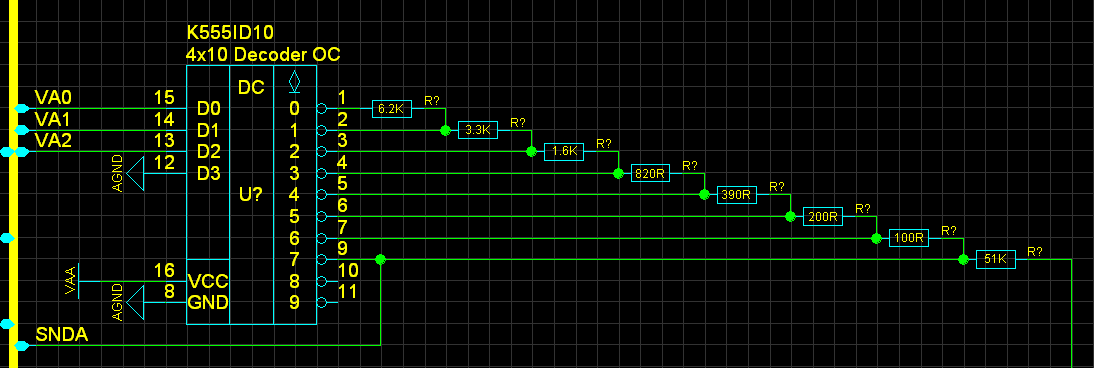 K555ID10
4x10 Decoder OC
DC
VA0 15 D0 0 1 6.2K R?
VA1 14 D1 1 2 3.3K R?
VA2 13 D2 2 3 1.6K R?
AGND 12 D3 3 4 820R R?
U? 4 5 390R R?
5 6 200R R?
6 7 100R R?
7 9 51K R?
VAA 16 VCC 8 10
AGND 8 GND 9 11
SNDA